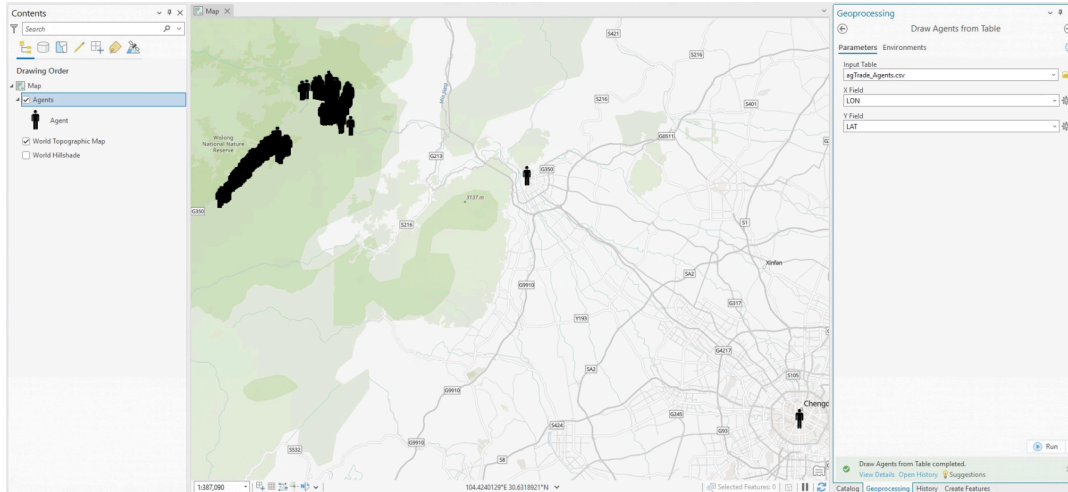 Contents
Search
Drawing Order
Map
Agents
Agent
World Topographic Map
World Hillshade
Map
S421
S216
S216
S401
G0511
G213
G350
Wolong
National Nature
Reserve
3137 m
G350
S216
S1
Xinfan
SA2
G9910
G317
Y193
G4217
SA2
S105
G9910
Chengd
G245
S424
G93
G9910
S532
S8
1:387,090
104.4240129°E 30.6318921°N
Selected Features: 0
Geoprocessing
Draw Agents from Table
Parameters Environments
Input Table
agTrade_Agents.csv
X Field
LON
Y Field
LAT
Run
Draw Agents from Table completed.
View Details Open History Suggestions
Catalog Geoprocessing History Create Features